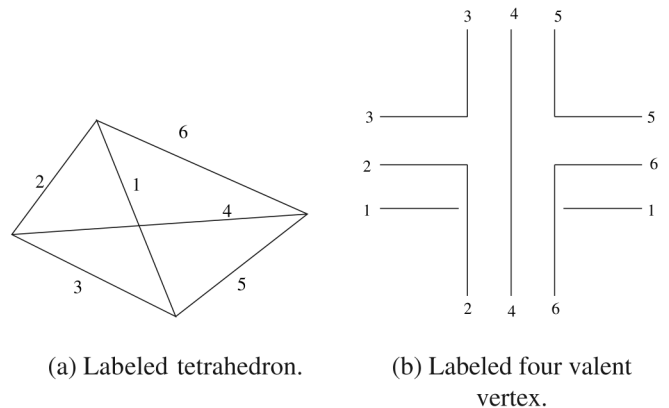 3 4 5
6
3 5
2 1 2 6
4 1 1
3 5
2 4 6
(a) Labeled tetrahedron.
(b) Labeled four valent
vertex.